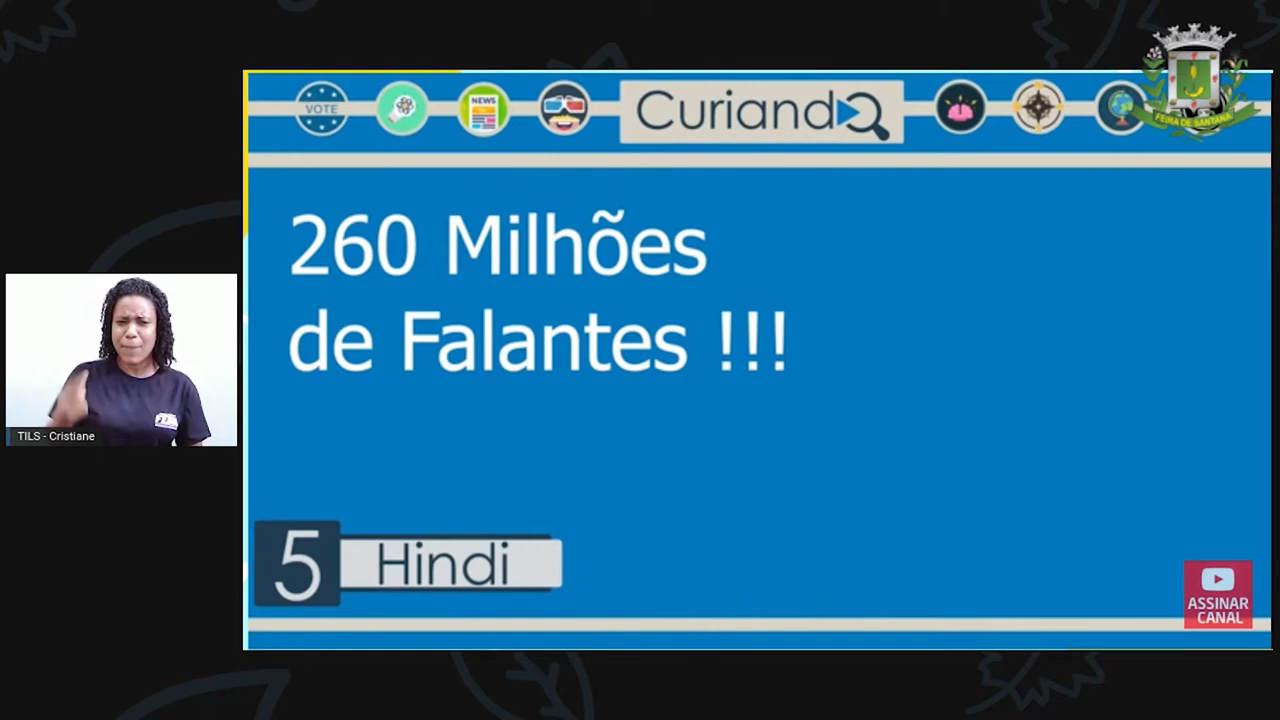 VOTE
NEWS
Curiando
FEIRA DE SANTANA
260 Milhões
de Falantes !!!
TILS - Cristiane
5 Hindi
ASSINAR
CANAL